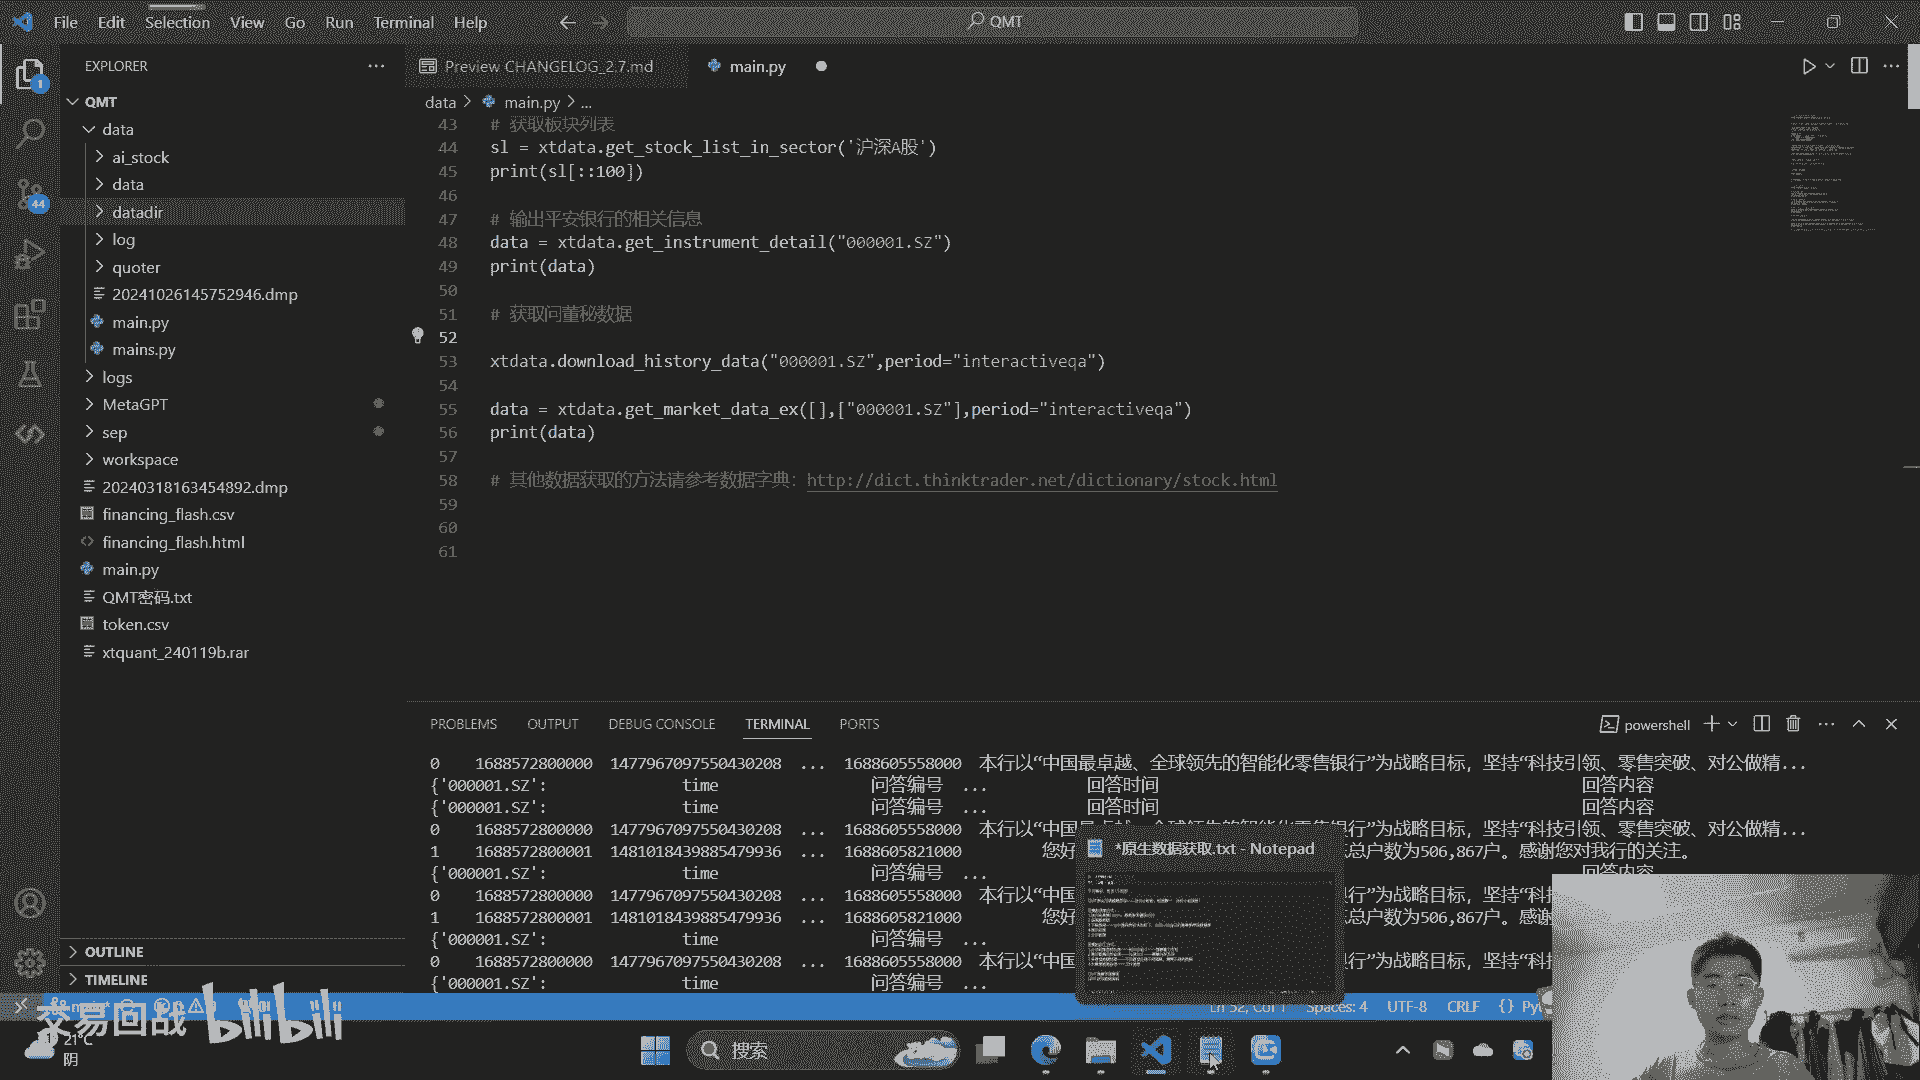 File Edit Selection View Go Run Terminal Help
QMT
EXPLORER
Preview CHANGELOG_2.7.md
main.py
QMT
data > main.py > ...
data
ai_stock
data
datadir
log
quoter
20241026145752946.dmp
main.py
mains.py
logs
MetaGPT
sep
workspace
20240318163454892.dmp
financing_flash.csv
financing_flash.html
main.py
QMT密码.txt
token.csv
xtquant_240119b.rar
OUTLINE
TIMELINE
1
44
43 # 获取板块列表
44 sl = xtdata.get_stock_list_in_sector('沪深A股')
45 print(sl[::100])
46
47 # 输出平安银行的相关信息
48 data = xtdata.get_instrument_detail("000001.SZ")
49 print(data)
50
51 # 获取问董秘数据
52
53 xtdata.download_history_data("000001.SZ",period="interactiveqa")
54
55 data = xtdata.get_market_data_ex([],["000001.SZ"],period="interactiveqa")
56 print(data)
57
58 # 其他数据获取的方法请参考数据字典：http://dict.thinktrader.net/dictionary/stock.html
59
60
61
PROBLEMS OUTPUT DEBUG CONSOLE TERMINAL PORTS
powershell
0 1688572800000 1477967097550430208 ... 1688605558000 本行以“中国最卓越、全球领先的智能化零售银行”为战略目标，坚持“科技引领、零售突破、对公做精...
{'000001.SZ': time 问答编号 ... 回答时间 回答内容
{'000001.SZ': time 问答编号 ... 回答时间 回答内容
0 1688572800000 1477967097550430208 ... 1688605558000 本行以“中 行”为战略目标，坚持“科技引领、零售突破、对公做精...
1 1688572800001 1481018439885479936 ... 1688605821000 您好 总户数为506,867户。感谢您对我行的关注。
{'000001.SZ': time 问答编号 ...
0 1688572800000 1477967097550430208 ... 1688605558000 本行以“中国 行”为战略目标，坚持“科
1 1688572800001 1481018439885479936 ... 1688605821000 您好 总户数为506,867户。感谢
{'000001.SZ': time 问答编号 ...
0 1688572800000 1477967097550430208 ... 1688605558000 本行以“中国 行”为战略目标，坚持“科
{'000001.SZ': time 问答编号 ...
*原生数据获取.txt - Notepad
Ln 52, Col 1 Spaces: 4 UTF-8 CRLF {} Py
交易回战 bilibili
21°C
阴
搜索